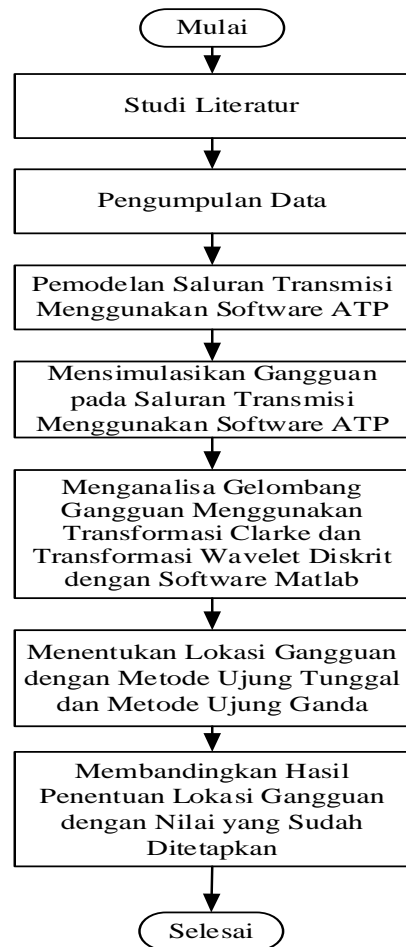 Mulai
Studi Literatur
Pengumpulan Data
Pemodelan Saluran Transmisi
Menggunakan Software ATP
Mensimulasikan Gangguan
pada Saluran Transmisi
Menggunakan Software ATP
Menganalisa Gelombang
Gangguan Menggunakan
Transformasi Clarke dan
Transformasi Wavelet Diskrit
dengan Software Matlab
Menentukan Lokasi Gangguan
dengan Metode Ujung Tunggal
dan Metode Ujung Ganda
Membandingkan Hasil
Penentuan Lokasi Gangguan
dengan Nilai yang Sudah
Ditetapkan
Selesai